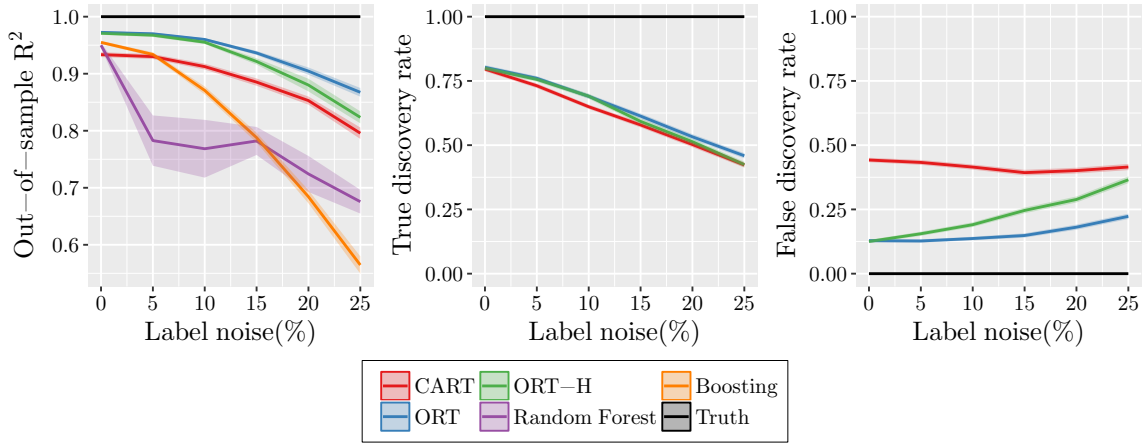 Out−of−sample R²
1.0
0.9
0.8
0.7
0.6
0 5 10 15 20 25
Label noise(%)
True discovery rate
1.00
0.75
0.50
0.25
0.00
0 5 10 15 20 25
Label noise(%)
False discovery rate
1.00
0.75
0.50
0.25
0.00
0 5 10 15 20 25
Label noise(%)
CART ORT−H Boosting
ORT Random Forest Truth